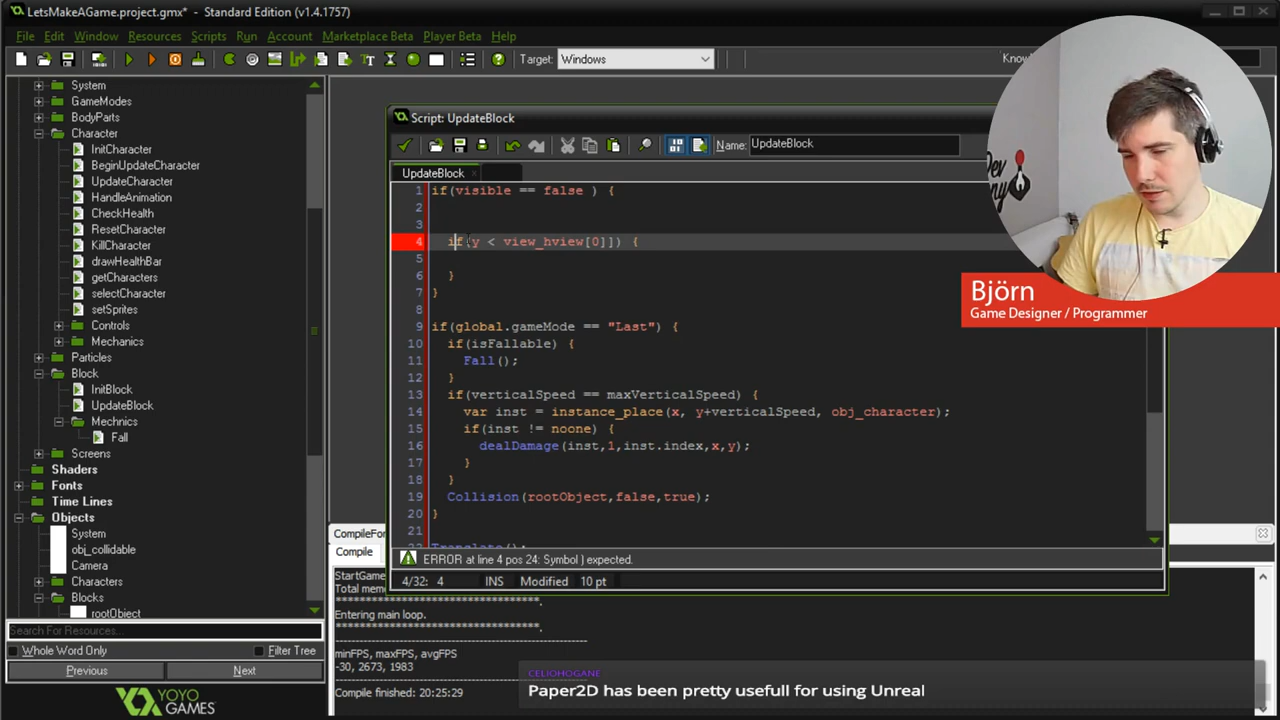 LetsMakeAGame.project.gmx* - Standard Edition (v1.4.1757)
File Edit Window Resources Scripts Run Account Marketplace Beta Player Beta Help
Target: Windows
System
GameModes
BodyParts
Character
InitCharacter
BeginUpdateCharacter
UpdateCharacter
HandleAnimation
CheckHealth
ResetCharacter
KillCharacter
drawHealthBar
getCharacters
selectCharacter
setSprites
Controls
Mechanics
Particles
Block
InitBlock
UpdateBlock
Mechnics
Fall
Screens
Shaders
Fonts
Time Lines
Objects
System
obj_collidable
Camera
Characters
Blocks
rootObject
Search For Resources...
Whole Word Only Filter Tree
Previous Next
YOYO
GAMES
Script: UpdateBlock
Name: UpdateBlock
UpdateBlock
1 if(visible == false ) {
2
3
4 if(y < view_hview[0]]) {
5
6 }
7 }
8
9 if(global.gameMode == "Last") {
10 if(isFallable) {
11 Fall();
12 }
13 if(verticalSpeed == maxVerticalSpeed) {
14 var inst = instance_place(x, y+verticalSpeed, obj_character);
15 if(inst != noone) {
16 dealDamage(inst,1,inst.index,x,y);
17 }
18 }
19 Collision(rootObject,false,true);
20 }
21
22 Translate();
ERROR at line 4 pos 24: Symbol ) expected.
4/32: 4 INS Modified 10 pt
Compile
StartGame
Total mem
***********************************.
Entering main loop.
***********************************.
minFPS, maxFPS, avgFPS
-30, 2673, 1983
Compile finished: 20:25:29
Björn
Game Designer / Programmer
CELIOHOGANE
Paper2D has been pretty usefull for using Unreal